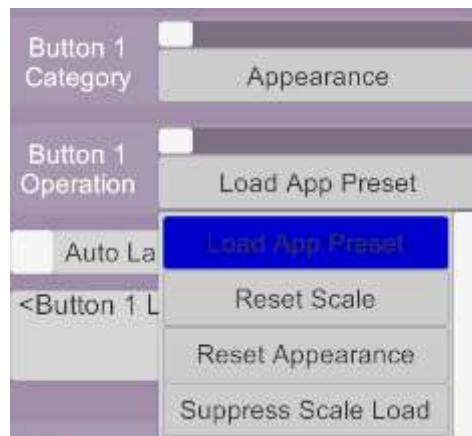 Button 1
Category
Appearance
Button 1
Operation
Load App Preset
Load App Preset
Auto La
Reset Scale
<Button 1 L
Reset Appearance
Suppress Scale Load